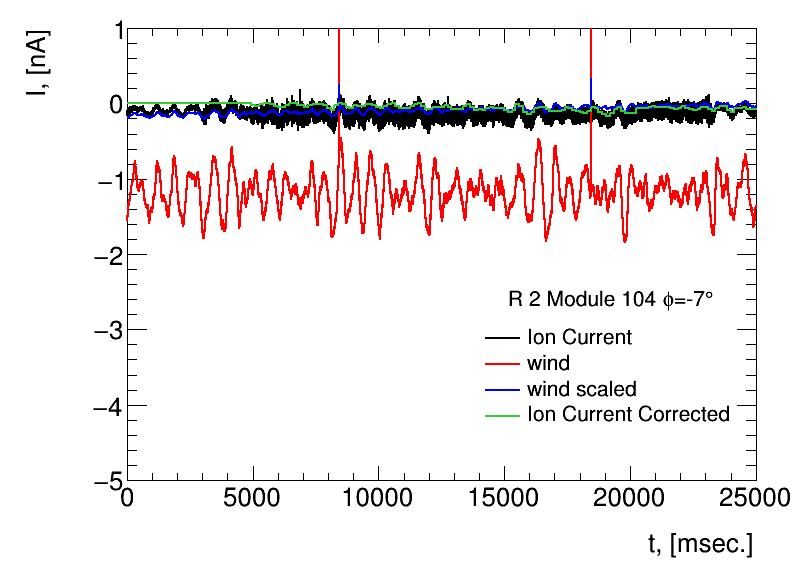 I, [nA]
1
0
−1
−2
−3
−4
−5
R 2 Module 104 ϕ=-7°
Ion Current
wind
wind scaled
Ion Current Corrected
0 5000 10000 15000 20000 25000
t, [msec.]